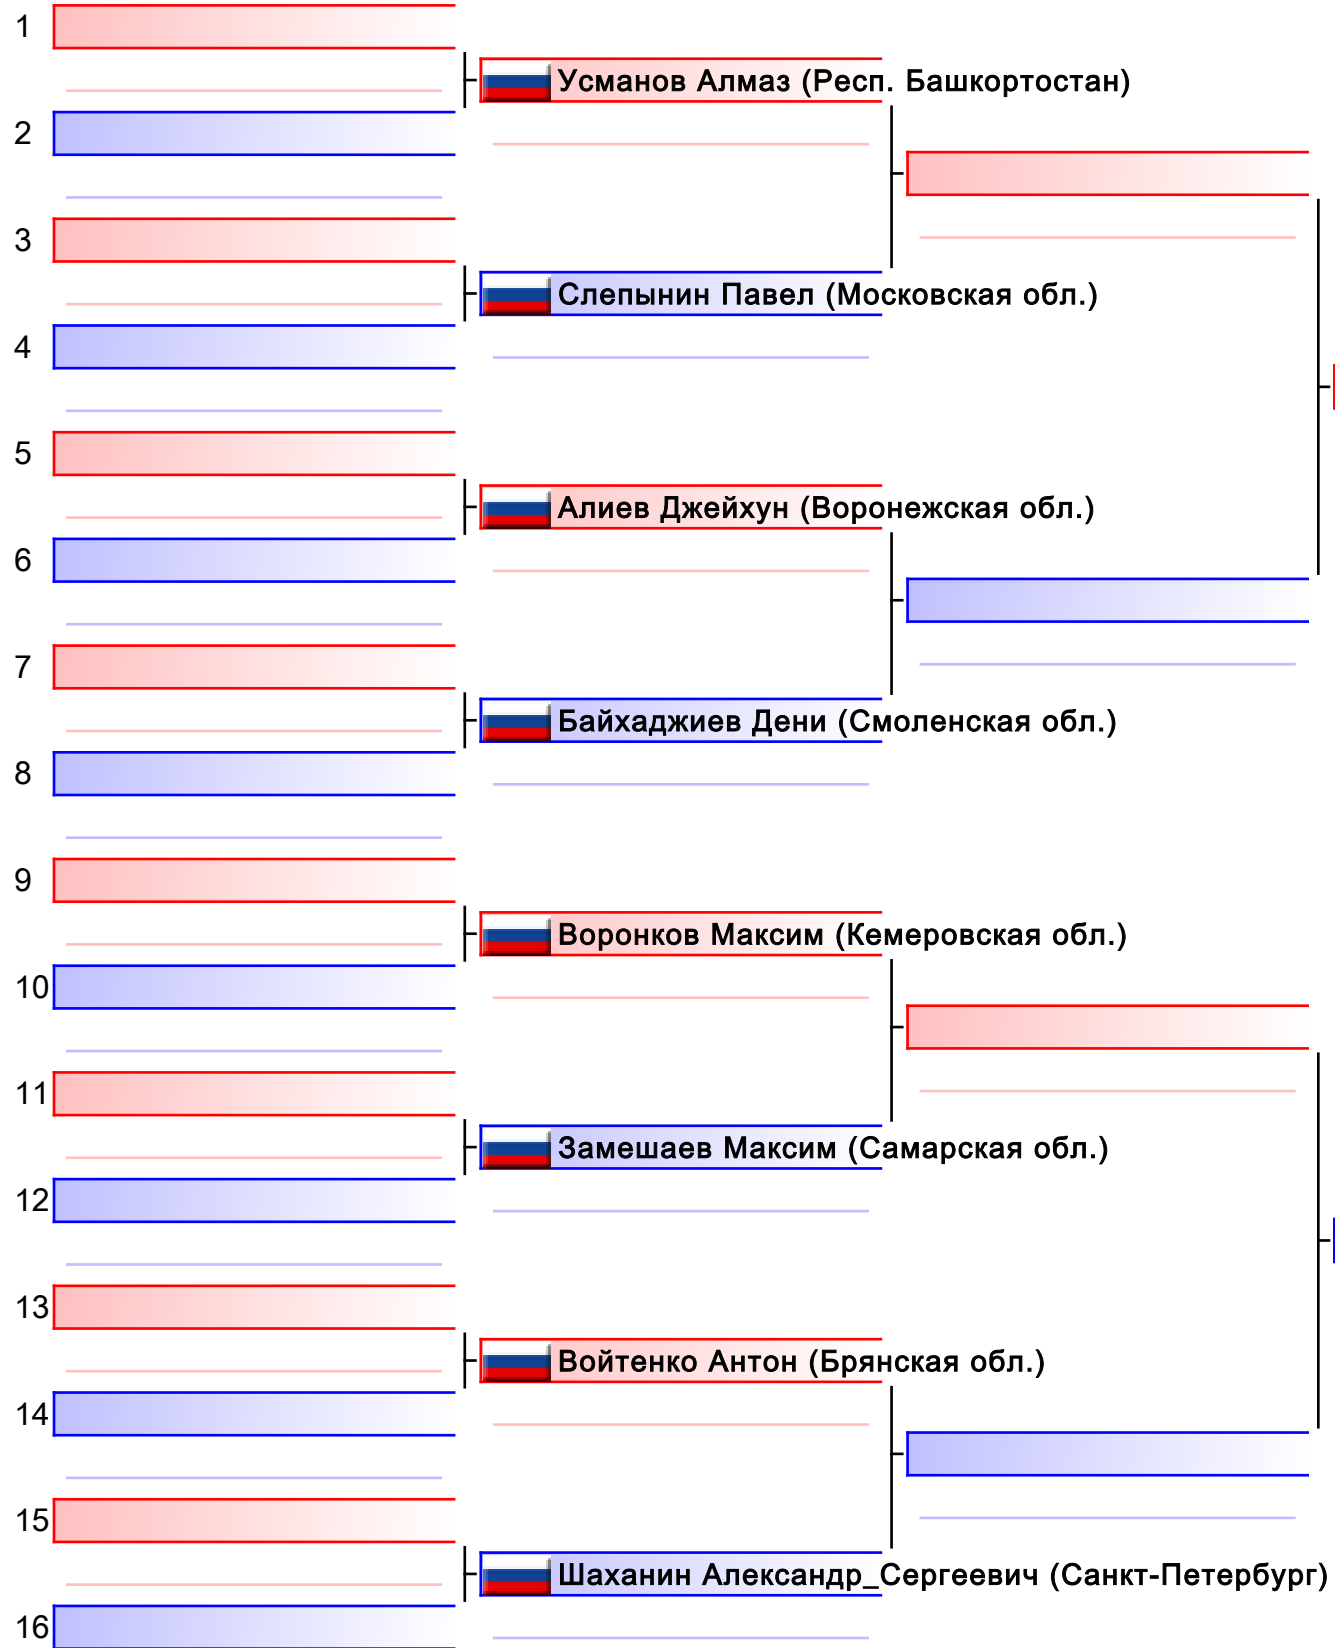 1
Усманов Алмаз (Респ. Башкортостан)
2
3
Слепынин Павел (Московская обл.)
4
5
Алиев Джейхун (Воронежская обл.)
6
7
Байхаджиев Дени (Смоленская обл.)
8
9
Воронков Максим (Кемеровская обл.)
10
11
Замешаев Максим (Самарская обл.)
12
13
Войтенко Антон (Брянская обл.)
14
15
Шаханин Александр_Сергеевич (Санкт-Петербург)
16